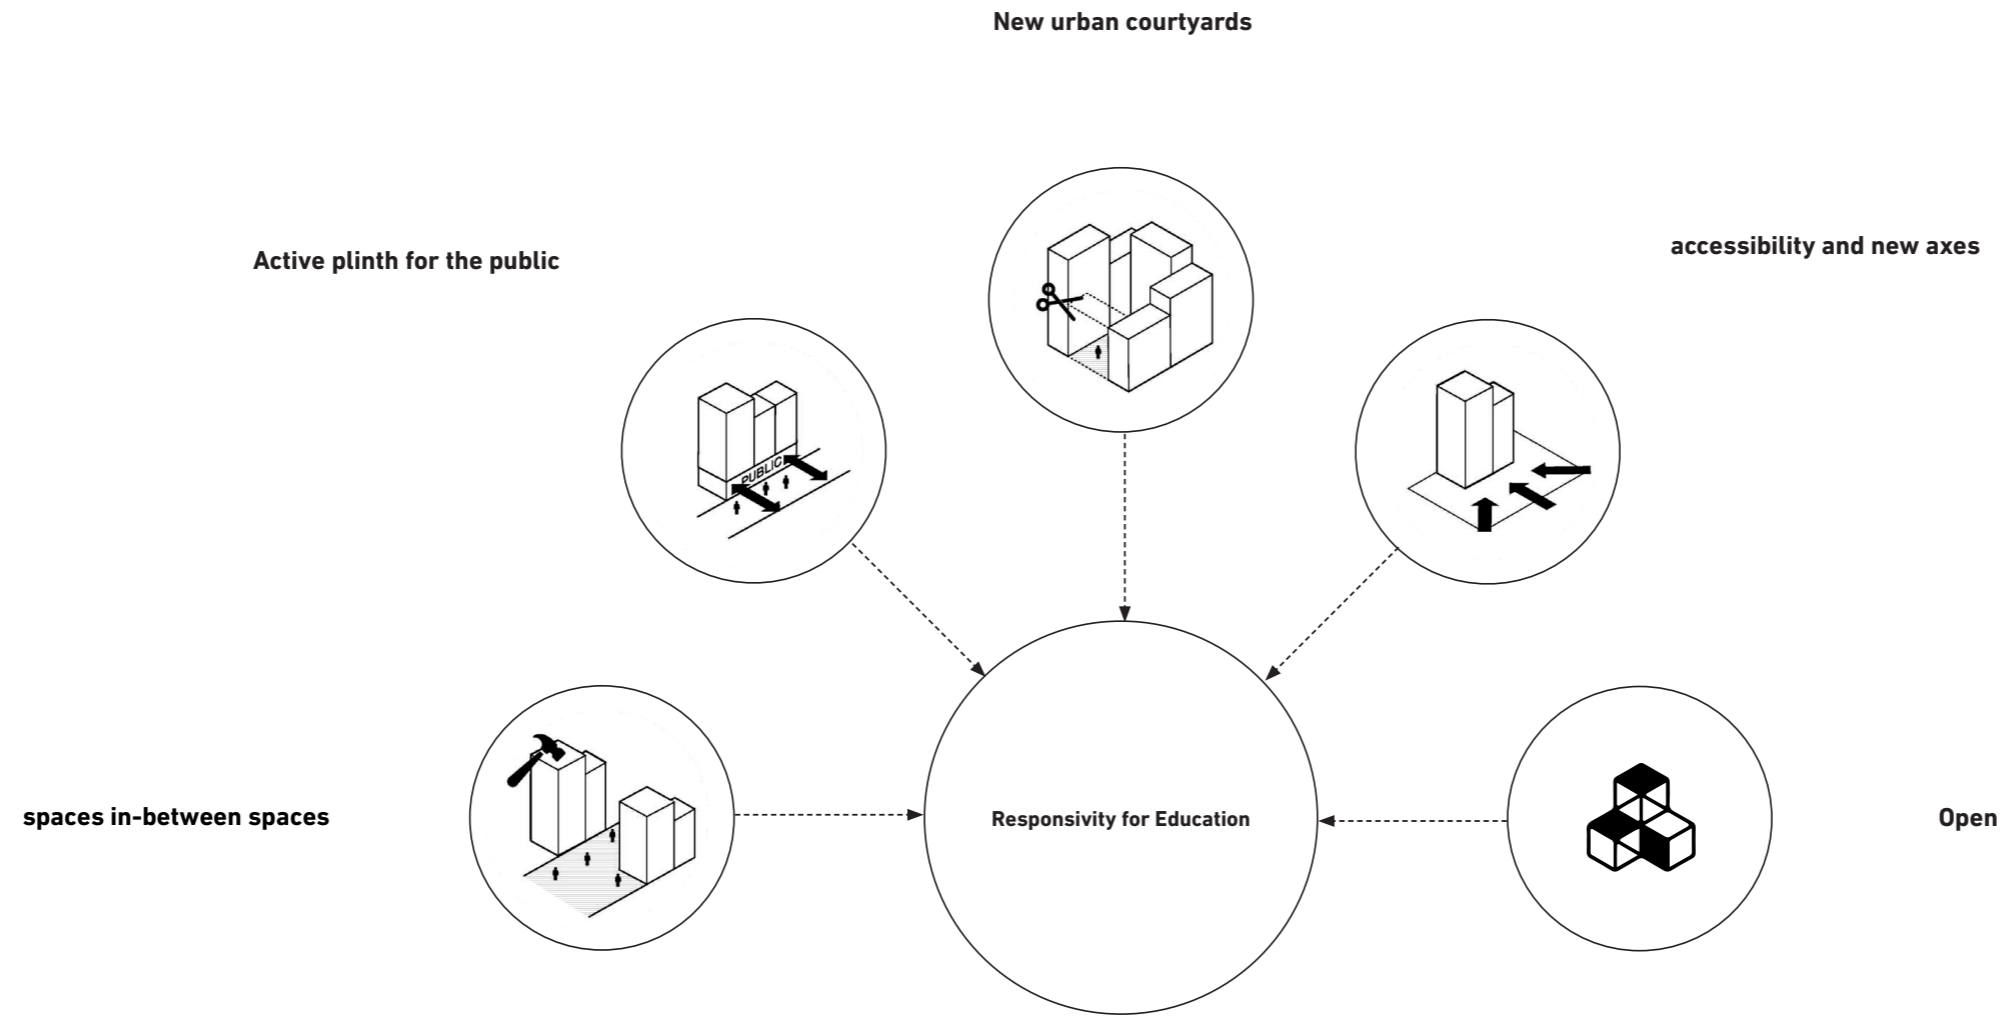 New urban courtyards
accessibility and new axes
Active plinth for the public
PUBLIC
spaces in-between spaces
Responsivity for Education
Open